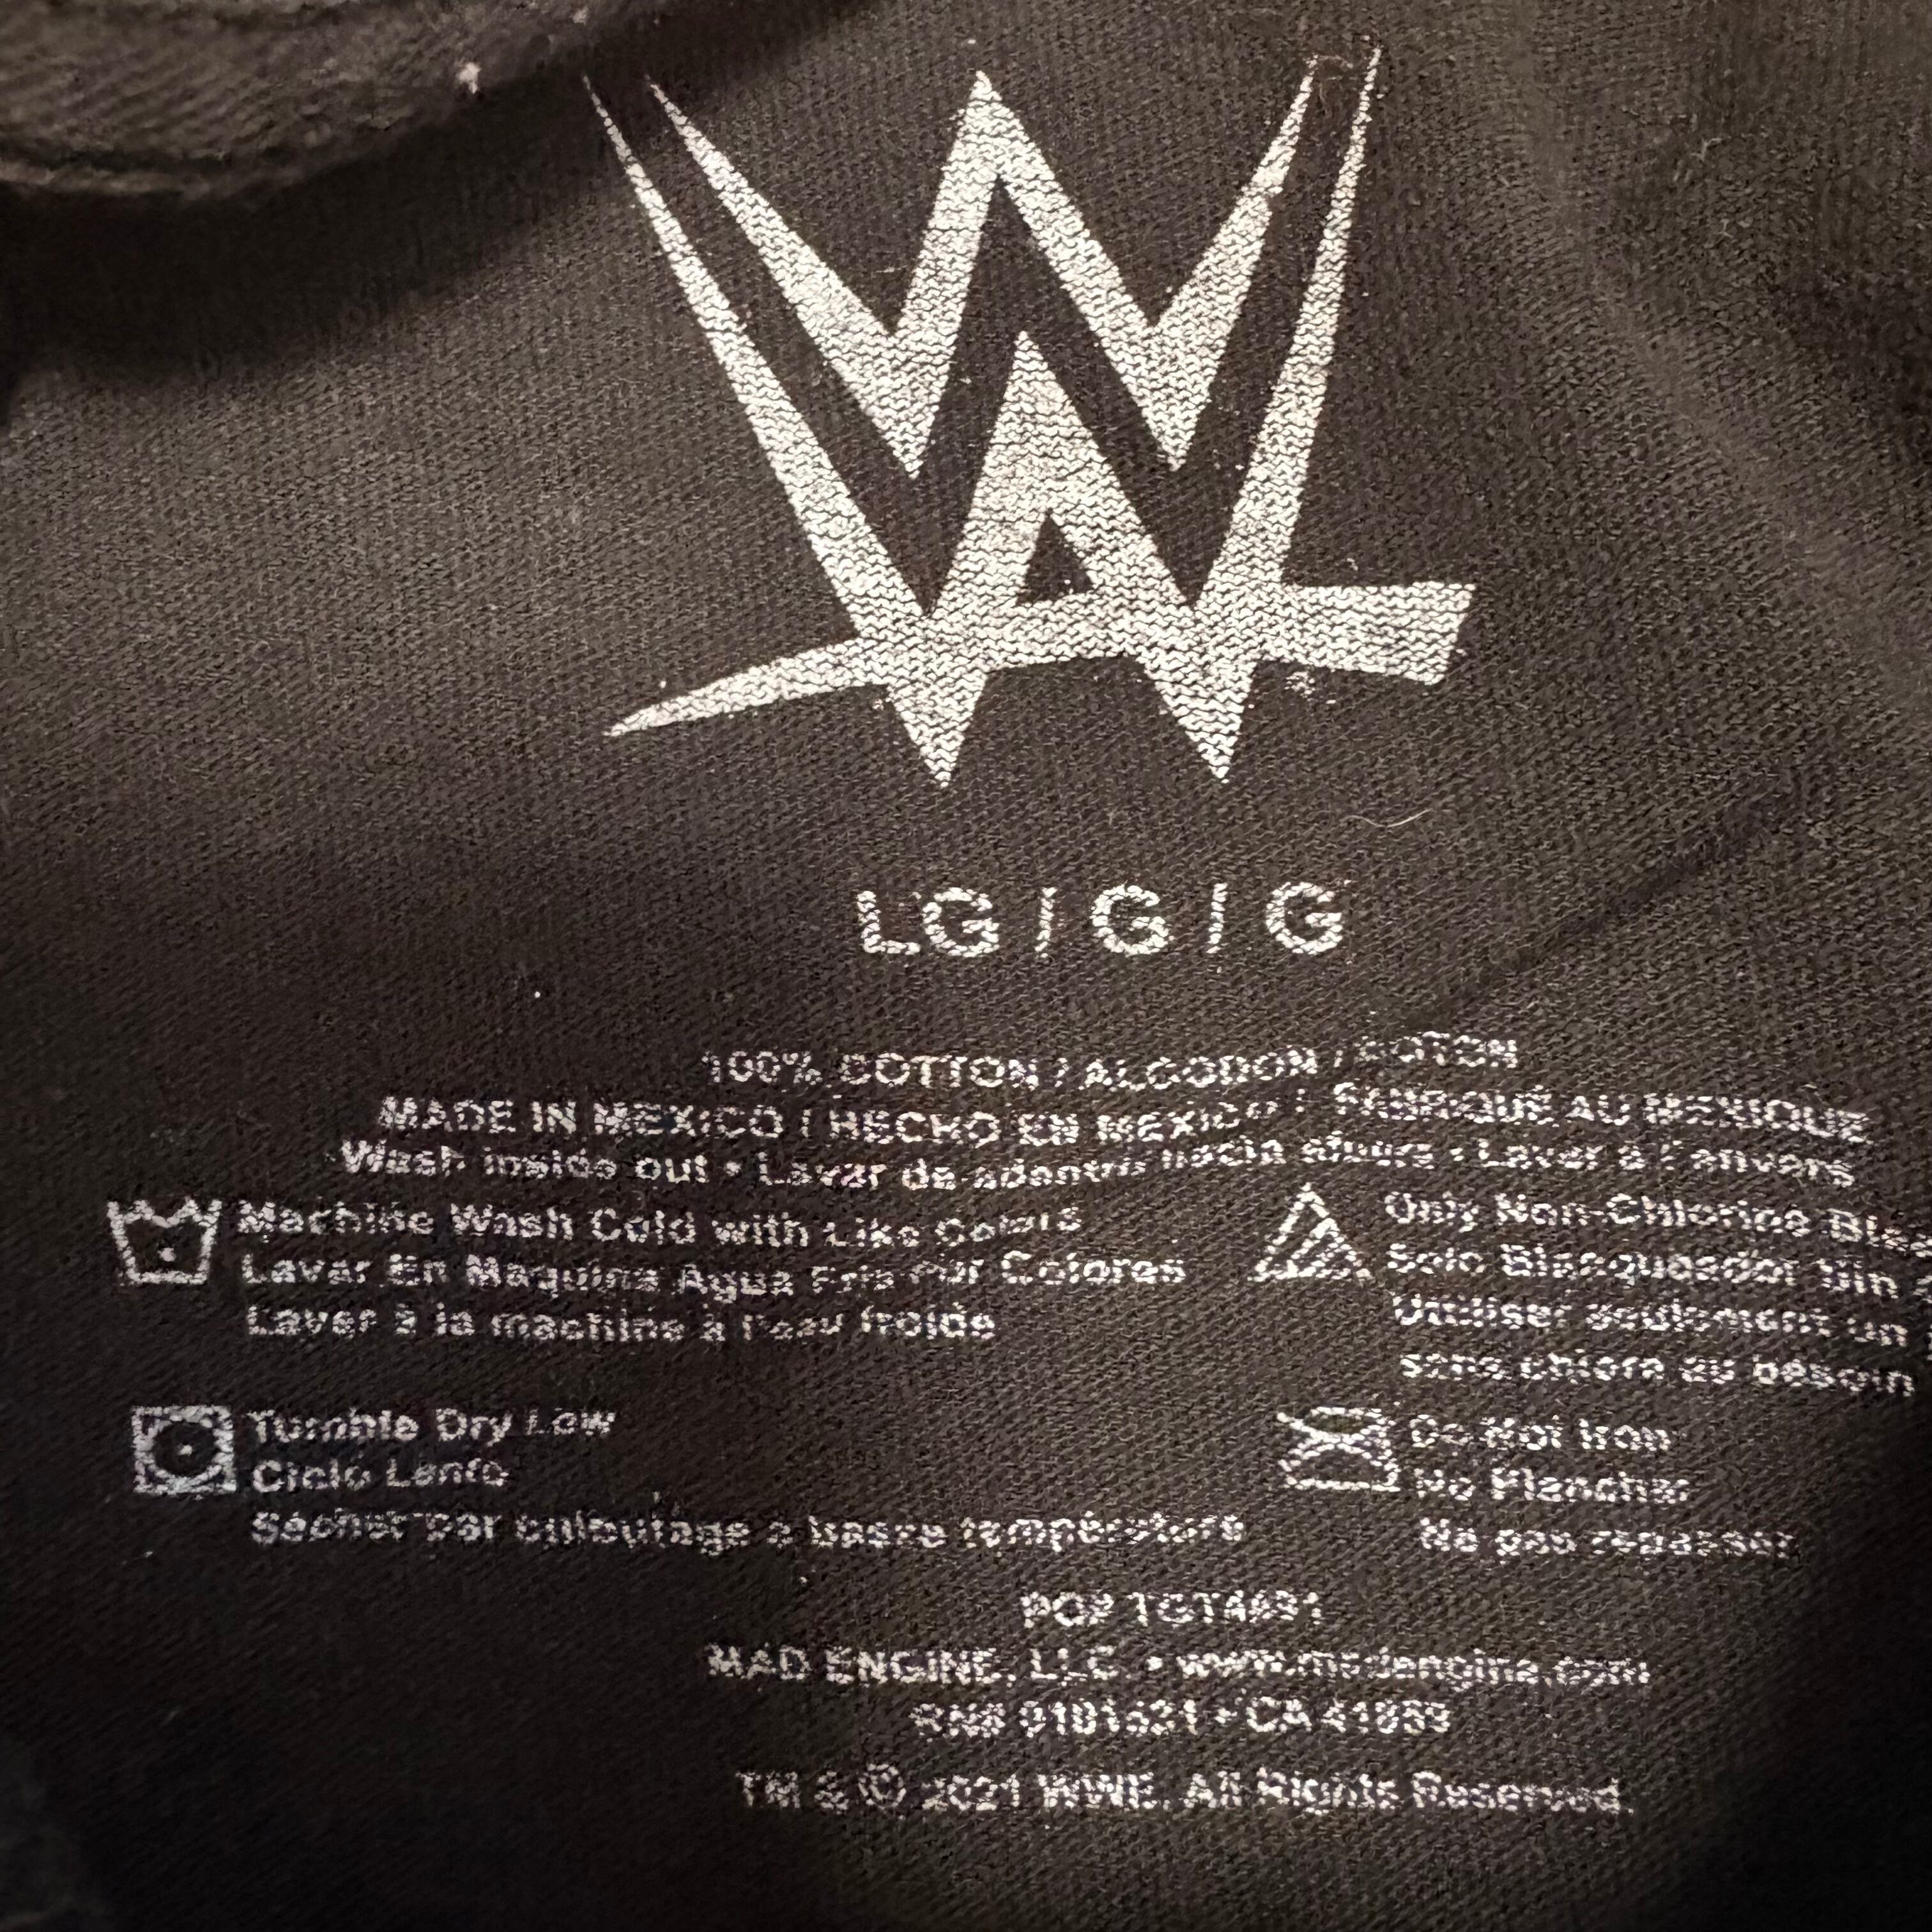 W
LG / G / G
100% COTTON / ALGODON / COTON
MADE IN MEXICO / HECHO EN MEXICO / FABRIQUÉ AU MEXIQUE
Wash inside out • Lavar de adentro hacia afuera • Laver à l'envers
Machine Wash Cold with Like Colors
Lavar En Maquina Agua Fria Por Colores
Laver à la machine à l'eau froide
Only Non-Chlorine
Solo Blanqueador Sin
Utiliser seulement un
sans chlore au besoin
Tumble Dry Low
Ciclo Lento
Sécher par culbutage à basse température
Do Not Iron
No Planchar
Ne pas repasser
MAD ENGINE, LLC. • www.madengine.com
CA 41853
TM & © 2021 WWE. All Rights Reserved.